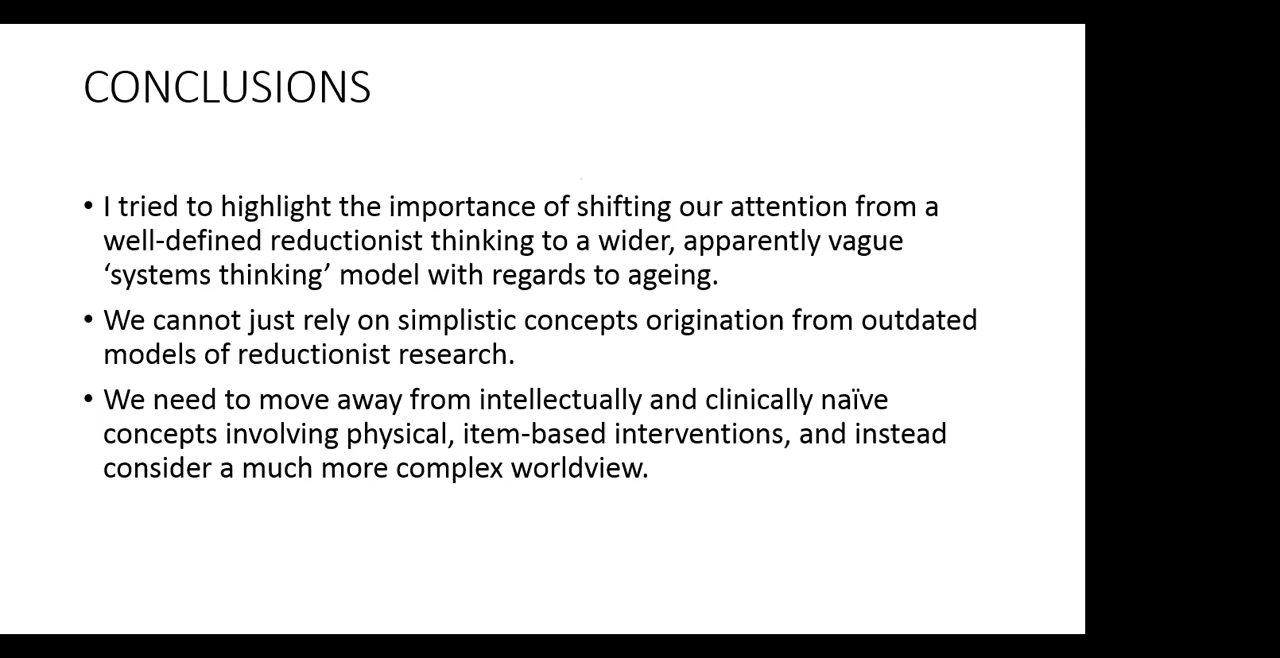 CONCLUSIONS
• I tried to highlight the importance of shifting our attention from a
well-defined reductionist thinking to a wider, apparently vague
‘systems thinking’ model with regards to ageing.
• We cannot just rely on simplistic concepts origination from outdated
models of reductionist research.
• We need to move away from intellectually and clinically naïve
concepts involving physical, item-based interventions, and instead
consider a much more complex worldview.